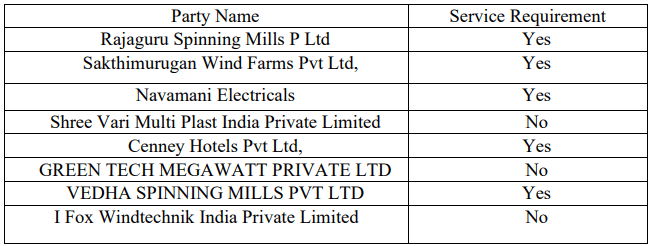 Party Name Service Requirement
Rajaguru Spinning Mills P Ltd Yes
Sakthimurugan Wind Farms Pvt Ltd, Yes
Navamani Electricals Yes
Shree Vari Multi Plast India Private Limited No
Cenney Hotels Pvt Ltd, Yes
GREEN TECH MEGAWATT PRIVATE LTD No
VEDHA SPINNING MILLS PVT LTD Yes
I Fox Windtechnik India Private Limited No